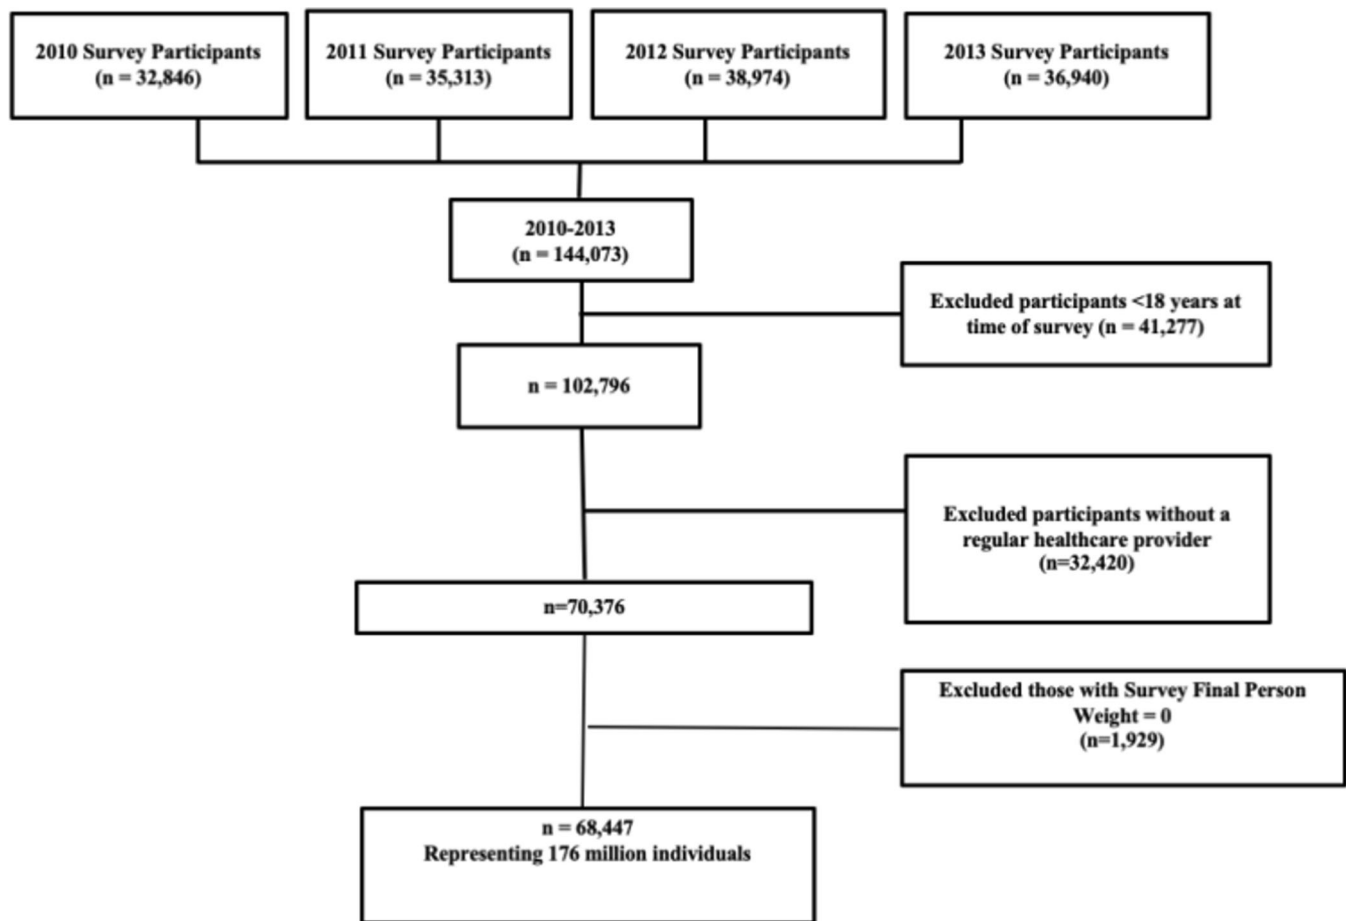 2010 Survey Participants
(n = 32,846)
2011 Survey Participants
(n = 35,313)
2012 Survey Participants
(n = 38,974)
2013 Survey Participants
(n = 36,940)
2010-2013
(n = 144,073)
Excluded participants <18 years at
time of survey (n = 41,277)
n = 102,796
Excluded participants without a
regular healthcare provider
(n=32,420)
n=70,376
Excluded those with Survey Final Person
Weight = 0
(n=1,929)
n = 68,447
Representing 176 million individuals